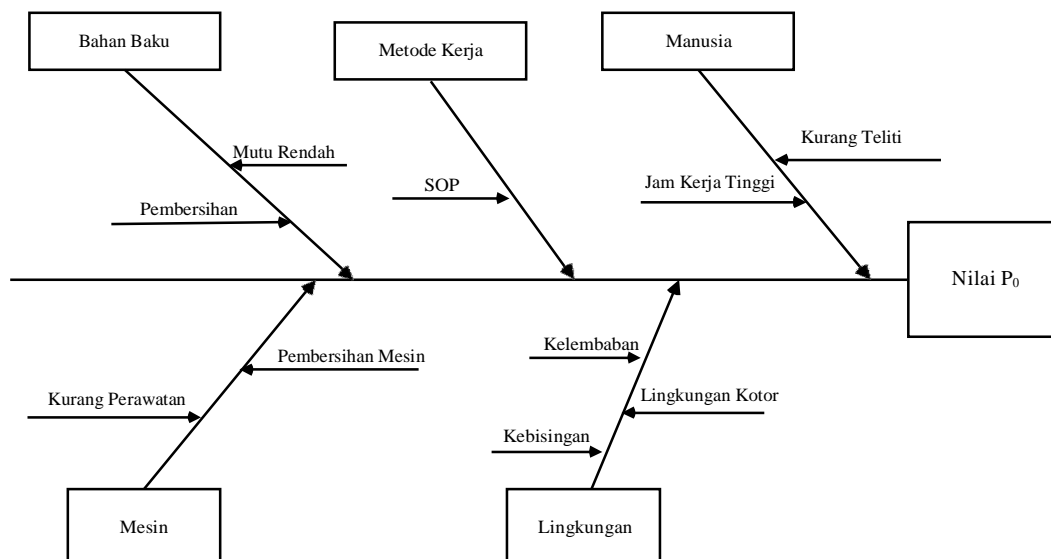 Bahan Baku
Metode Kerja
Manusia
Mutu Rendah
Kurang Teliti
SOP
Jam Kerja Tinggi
Pembersihan
Nilai P₀
Kelembaban
Pembersihan Mesin
Kurang Perawatan
Lingkungan Kotor
Kebisingan
Mesin
Lingkungan